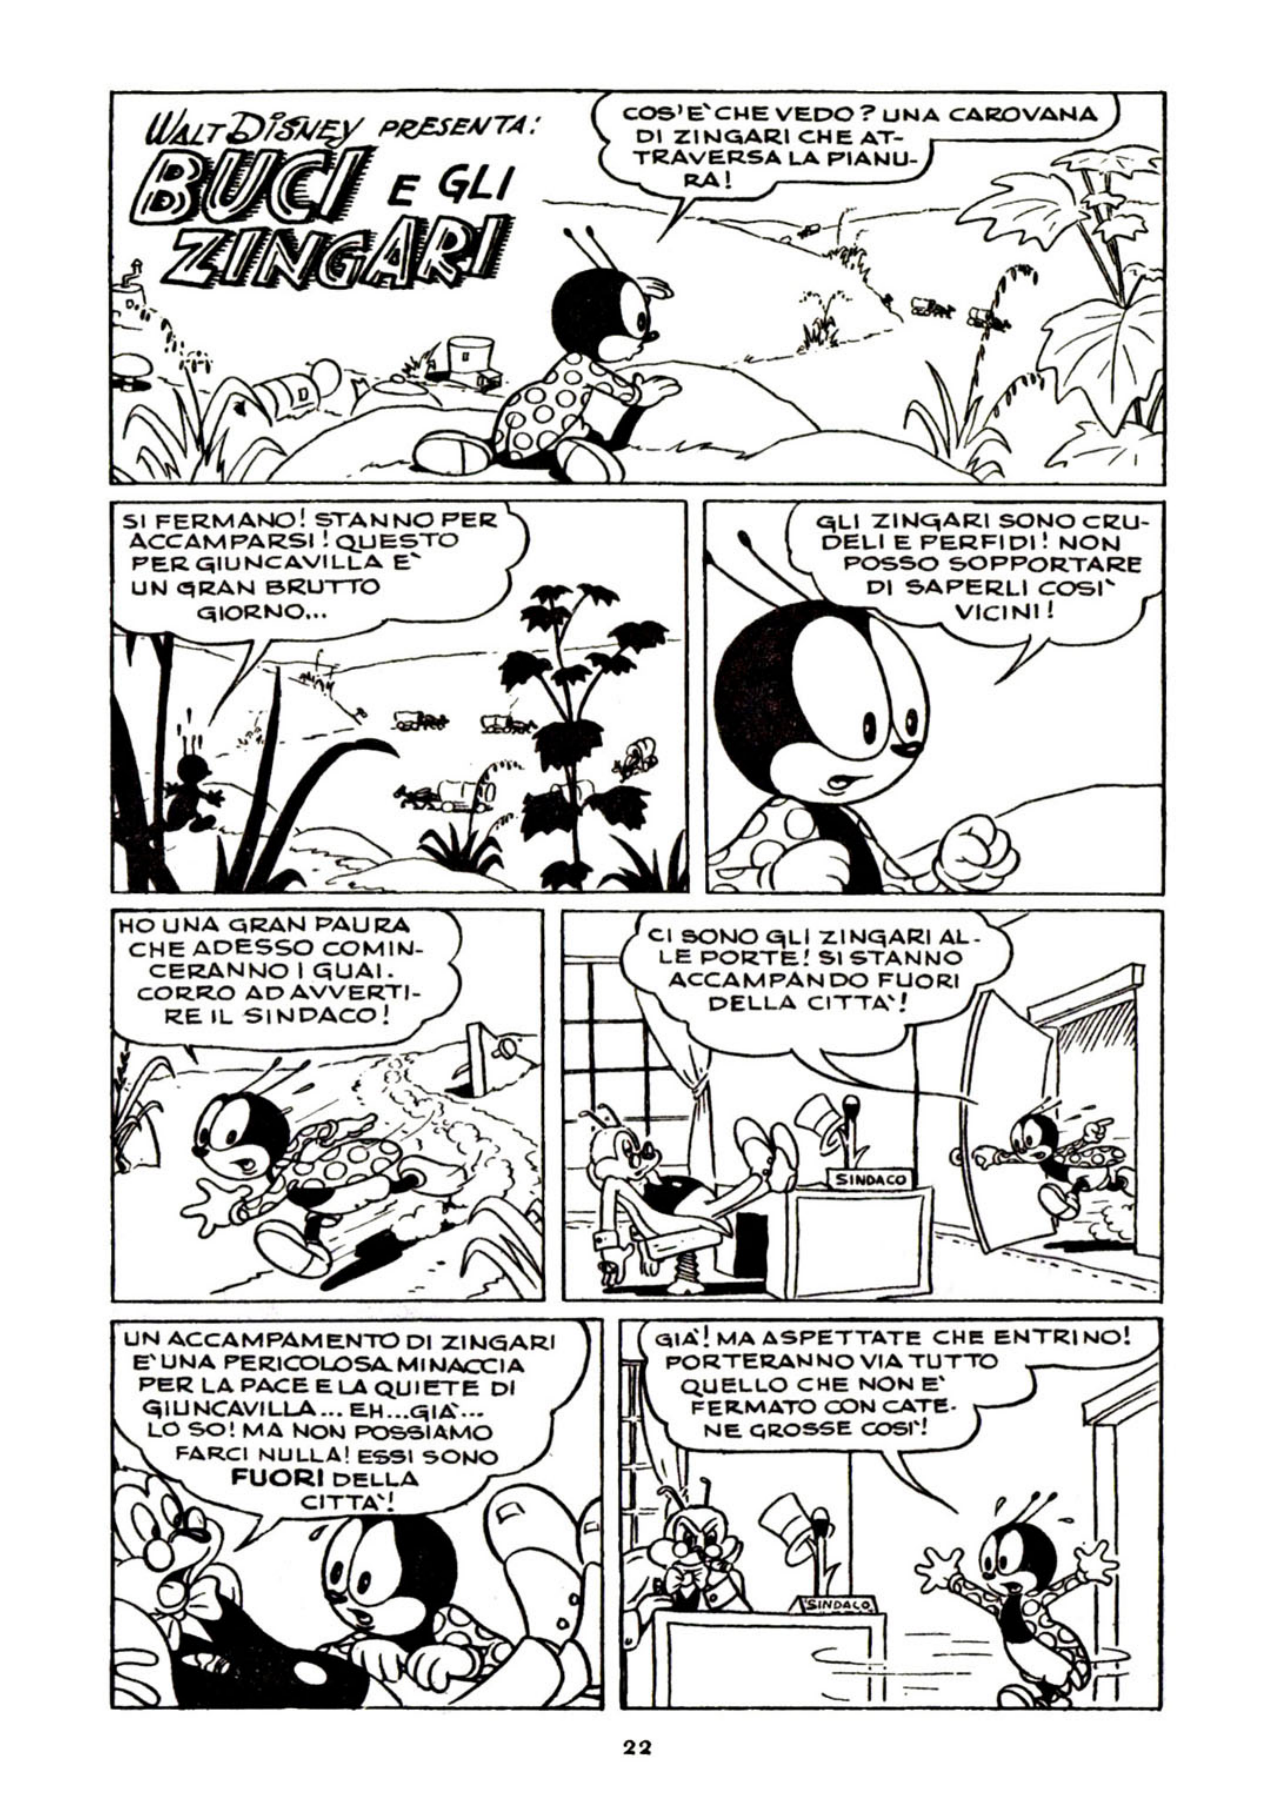 WALT DISNEY PRESENTA:
BUCI E GLI
ZINGARI
COS'E` CHE VEDO? UNA CAROVANA
DI ZINGARI CHE AT-
TRAVERSA LA PIANU-
RA!
SI FERMANO! STANNO PER
ACCAMPARSI! QUESTO
PER GIUNCAVILLA E`
UN GRAN BRUTTO
GIORNO...
GLI ZINGARI SONO CRU-
DELI E PERFIDI! NON
POSSO SOPPORTARE
DI SAPERLI COSI`
VICINI!
HO UNA GRAN PAURA
CHE ADESSO COMIN-
CERANNO I GUAI.
CORRO AD AVVERTI-
RE IL SINDACO!
CI SONO GLI ZINGARI AL-
LE PORTE! SI STANNO
ACCAMPANDO FUORI
DELLA CITTA`!
SINDACO
UN ACCAMPAMENTO DI ZINGARI
E` UNA PERICOLOSA MINACCIA
PER LA PACE E LA QUIETE DI
GIUNCAVILLA... EH...GIA`...
LO SO! MA NON POSSIAMO
FARCI NULLA! ESSI SONO
FUORI DELLA
CITTA`!
GIA`! MA ASPETTATE CHE ENTRINO!
PORTERANNO VIA TUTTO
QUELLO CHE NON E`
FERMATO CON CATE-
NE GROSSE COSI`!
SINDACO
22